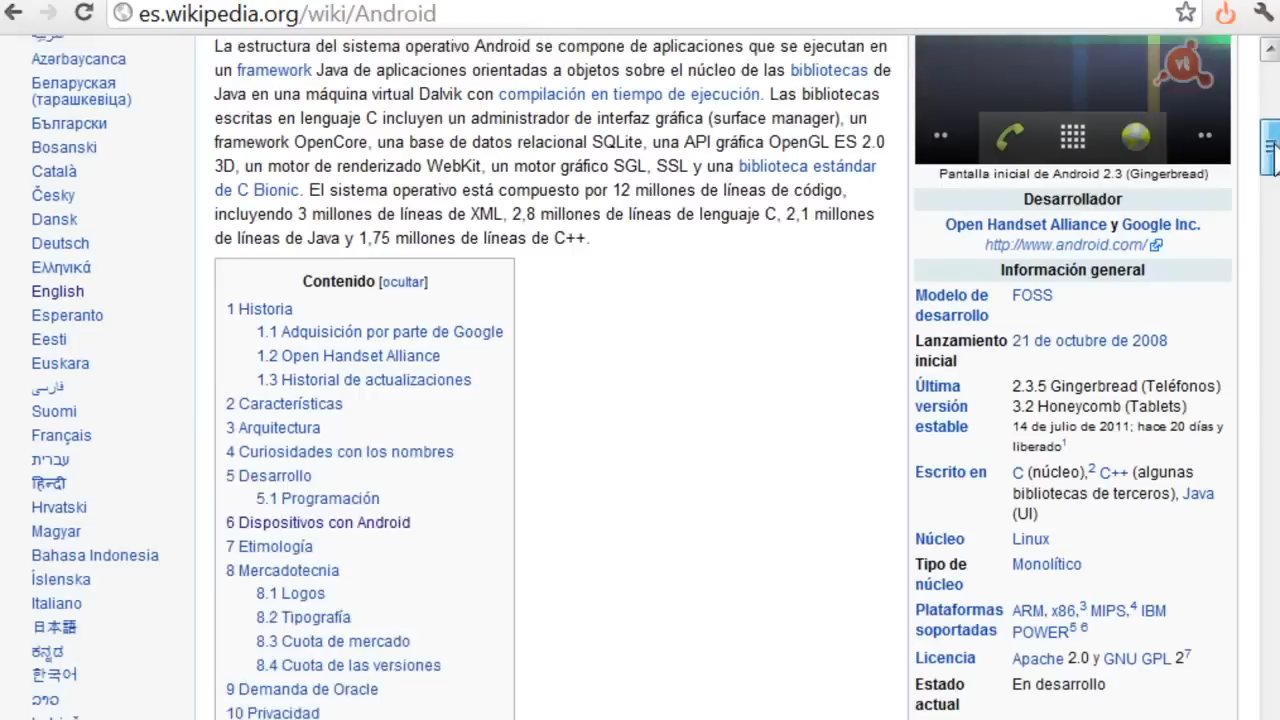 es.wikipedia.org/wiki/Android
Azərbaycanca
Беларуская
(тарашкевіца)
Български
Bosanski
Català
Česky
Dansk
Deutsch
Ελληνικά
English
Esperanto
Eesti
Euskara
فارسی
Suomi
Français
עברית
हिन्दी
Hrvatski
Magyar
Bahasa Indonesia
Íslenska
Italiano
日本語
ಕನ್ನಡ
한국어
ລາວ
La estructura del sistema operativo Android se compone de aplicaciones que se ejecutan en
un framework Java de aplicaciones orientadas a objetos sobre el núcleo de las bibliotecas de
Java en una máquina virtual Dalvik con compilación en tiempo de ejecución. Las bibliotecas
escritas en lenguaje C incluyen un administrador de interfaz gráfica (surface manager), un
framework OpenCore, una base de datos relacional SQLite, una API gráfica OpenGL ES 2.0
3D, un motor de renderizado WebKit, un motor gráfico SGL, SSL y una biblioteca estándar
de C Bionic. El sistema operativo está compuesto por 12 millones de líneas de código,
incluyendo 3 millones de líneas de XML, 2,8 millones de líneas de lenguaje C, 2,1 millones
de líneas de Java y 1,75 millones de líneas de C++.
Contenido [ocultar]
1 Historia
1.1 Adquisición por parte de Google
1.2 Open Handset Alliance
1.3 Historial de actualizaciones
2 Características
3 Arquitectura
4 Curiosidades con los nombres
5 Desarrollo
5.1 Programación
6 Dispositivos con Android
7 Etimología
8 Mercadotecnia
8.1 Logos
8.2 Tipografía
8.3 Cuota de mercado
8.4 Cuota de las versiones
9 Demanda de Oracle
10 Privacidad
vt
Pantalla inicial de Android 2.3 (Gingerbread)
Desarrollador
Open Handset Alliance y Google Inc.
http://www.android.com/
Información general
Modelo de desarrollo FOSS
Lanzamiento inicial 21 de octubre de 2008
Última versión estable
2.3.5 Gingerbread (Teléfonos)
3.2 Honeycomb (Tablets)
14 de julio de 2011; hace 20 días y
liberado1
Escrito en C (núcleo),2 C++ (algunas
bibliotecas de terceros), Java
(UI)
Núcleo Linux
Tipo de núcleo Monolítico
Plataformas soportadas ARM, x86,3 MIPS,4 IBM
POWER5 6
Licencia Apache 2.0 y GNU GPL 27
Estado actual En desarrollo